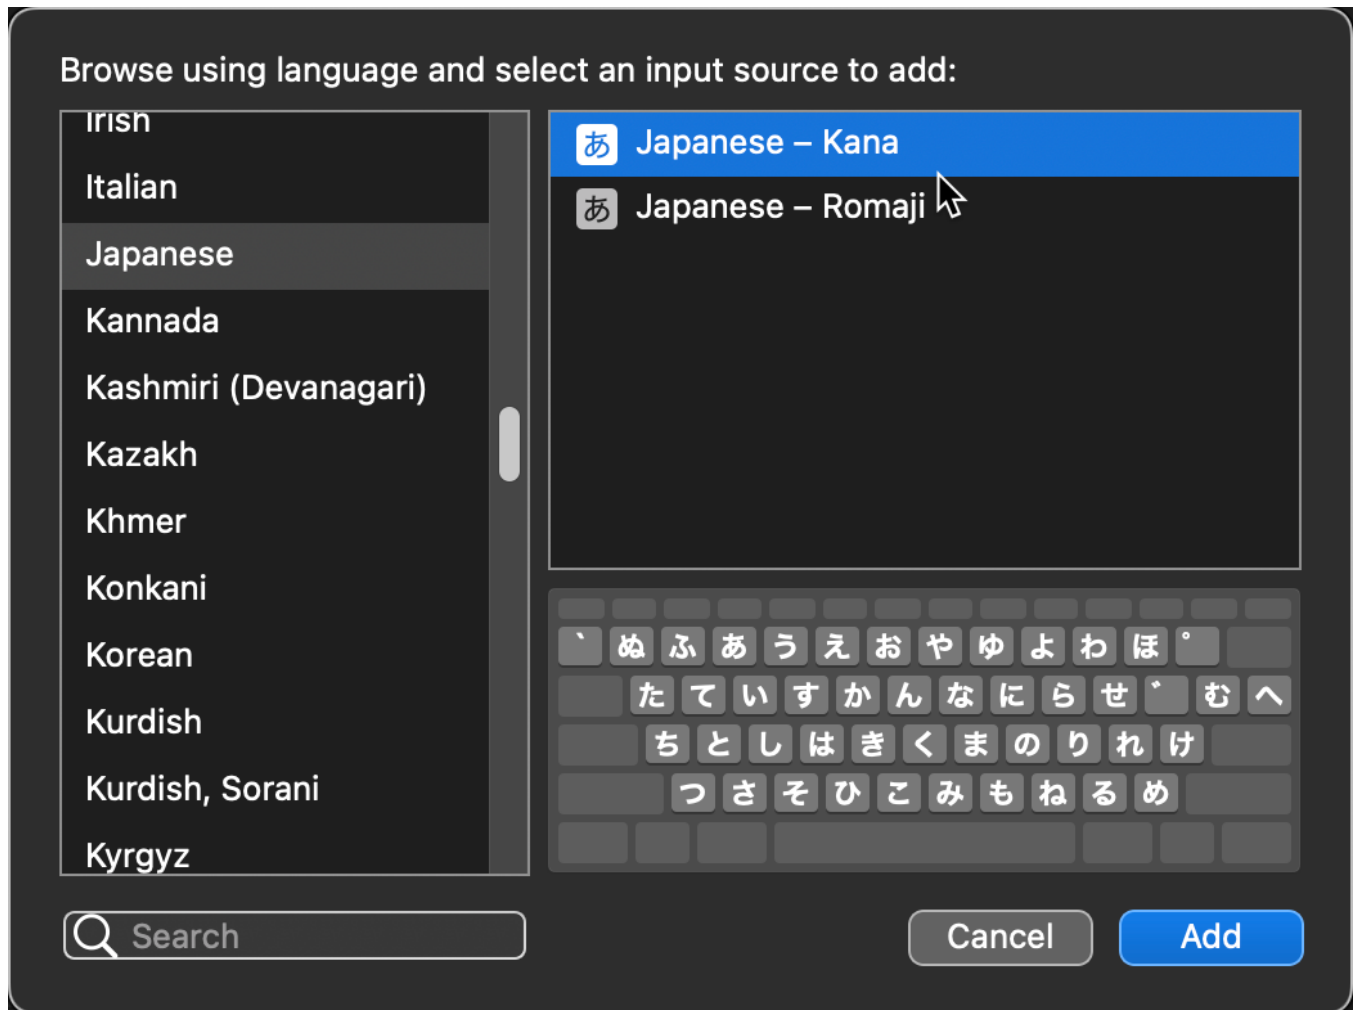 Browse using language and select an input source to add:
Irish
Italian
Japanese
Kannada
Kashmiri (Devanagari)
Kazakh
Khmer
Konkani
Korean
Kurdish
Kurdish, Sorani
Kyrgyz
あ Japanese – Kana
あ Japanese – Romaji
` ぬ ふ あ う え お や ゆ よ わ ほ ゜
た て い す か ん な に ら せ ゛ む へ
ち と し は き く ま の り れ け
つ さ そ ひ こ み も ね る め
Search
Cancel
Add